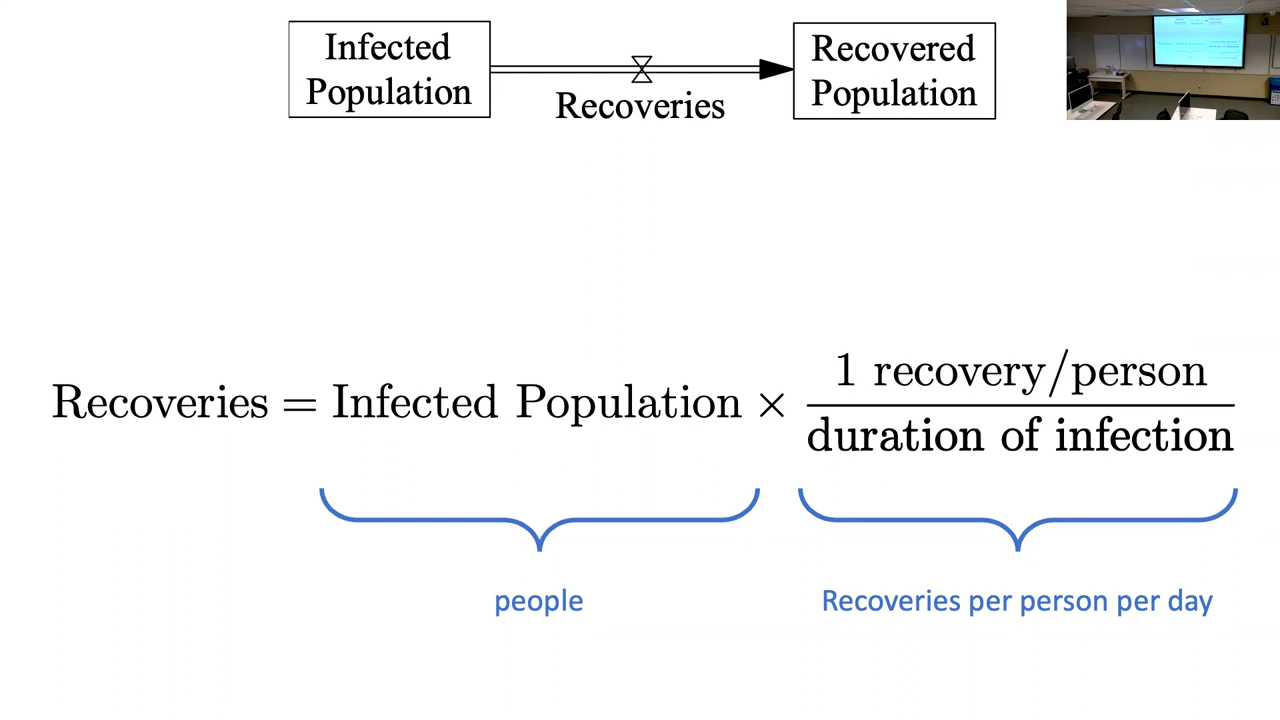 Infected
Population
Recoveries
Recovered
Population
Recoveries = Infected Population × 1 recovery/person
duration of infection
people
Recoveries per person per day